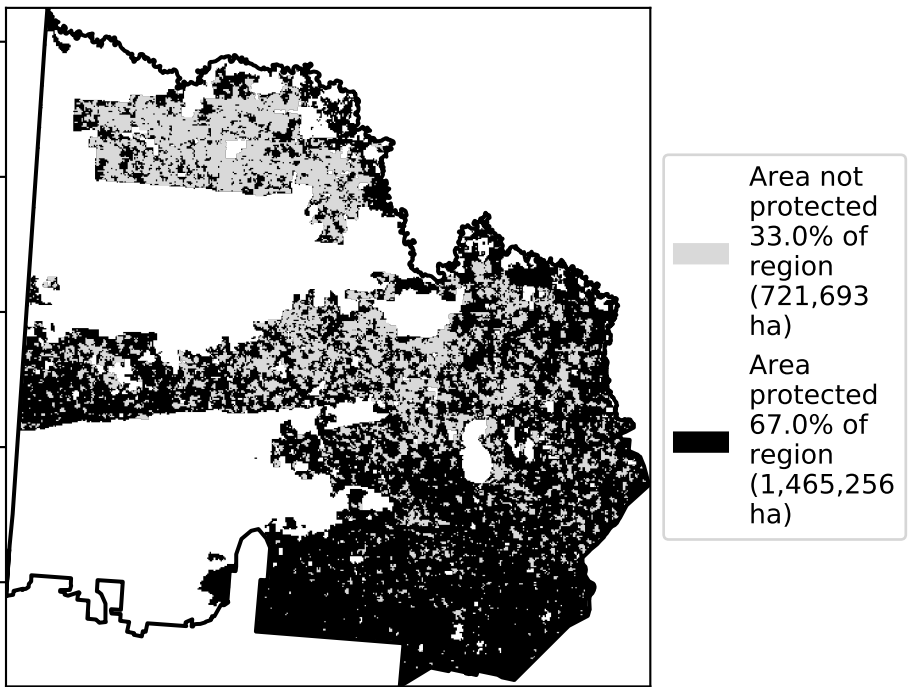 Area not
protected
33.0% of
region
(721,693
ha)
Area
protected
67.0% of
region
(1,465,256
ha)